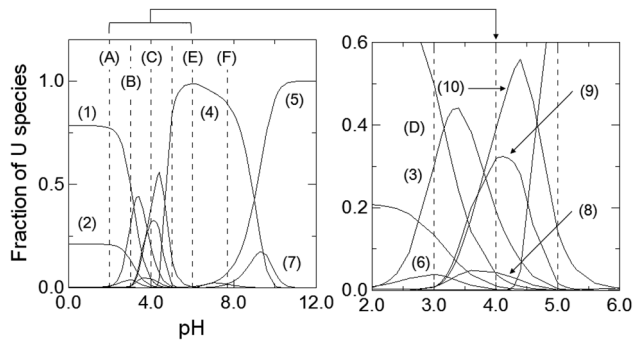 (A) (C) (E) (F)
(B)
(1)
(2)
(4)
(5)
(7)
Fraction of U species
1.0
0.5
0.0
0.0 4.0 8.0 12.0
pH
(10)
(9)
(D)
(3)
(8)
(6)
0.6
0.4
0.2
0.0
2.0 3.0 4.0 5.0 6.0